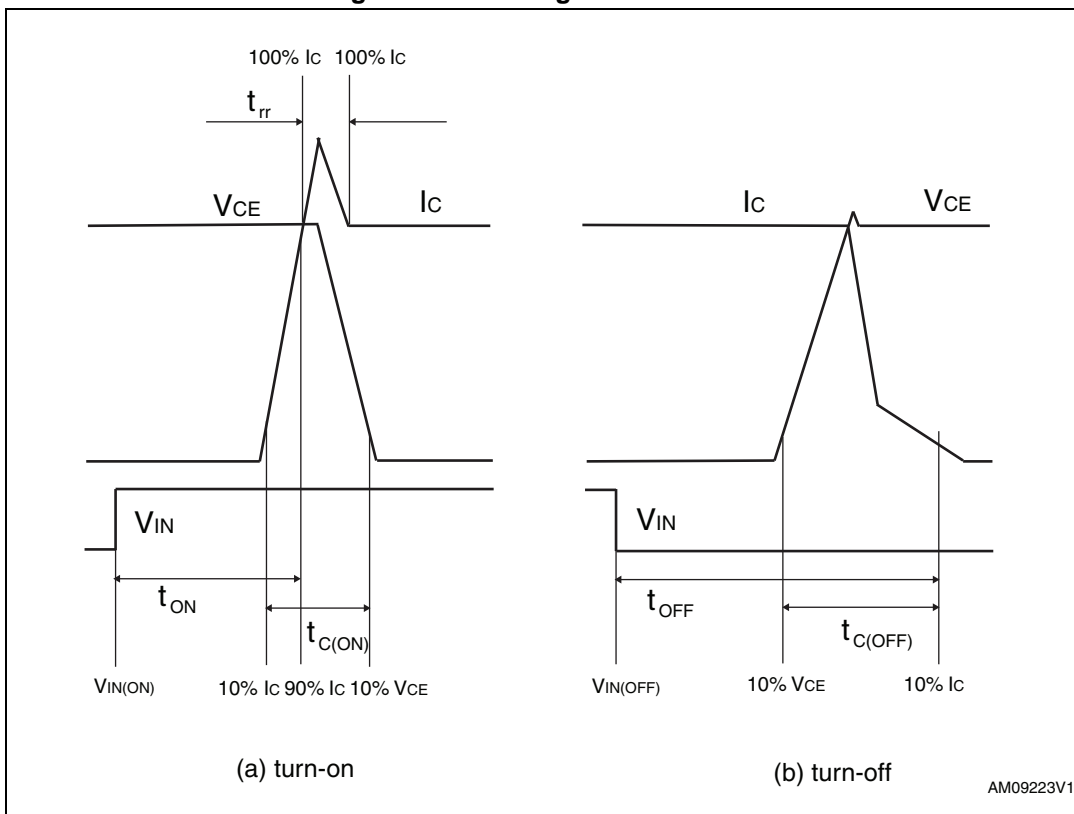 100% IC 100% IC
trr
VCE IC
VIN
tON
tC(ON)
VIN(ON) 10% IC 90% IC 10% VCE
(a) turn-on
IC VCE
VIN
tOFF
tC(OFF)
VIN(OFF) 10% VCE 10% IC
(b) turn-off
AM09223V1